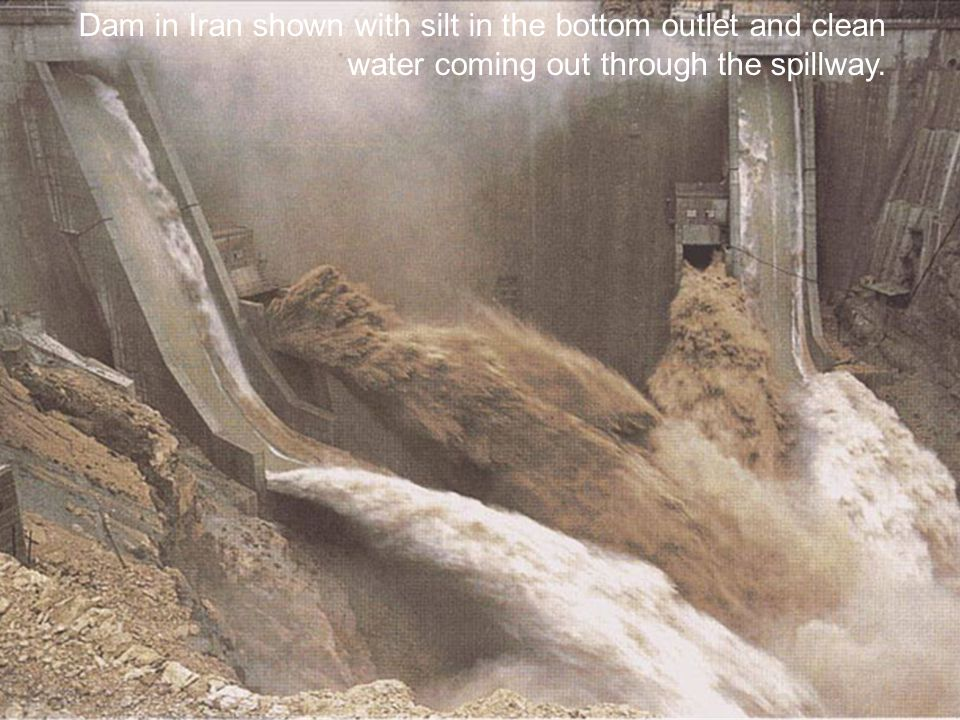 Dam in Iran shown with silt in the bottom outlet and clean
water coming out through the spillway.